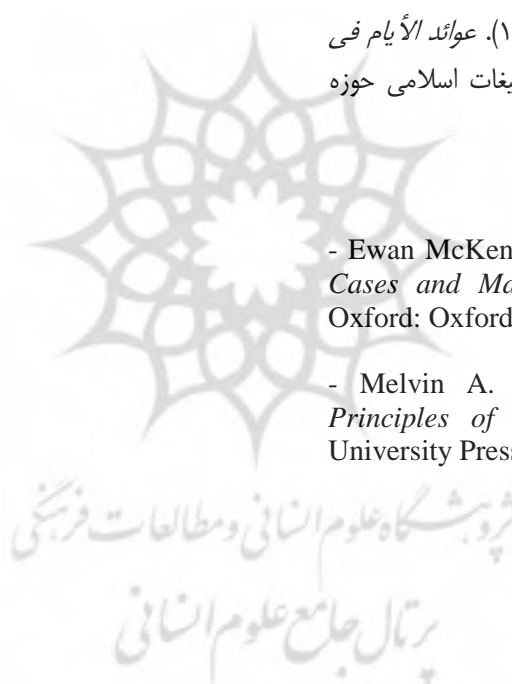 ۱). عوائد الأیام فی
یغات اسلامی حوزه
- Ewan McKen
Cases and Ma
Oxford: Oxford
- Melvin A.
Principles of
University Press
پژوهشگاه علوم انسانی و مطالعات فرهنگی
پرتال جامع علوم انسانی